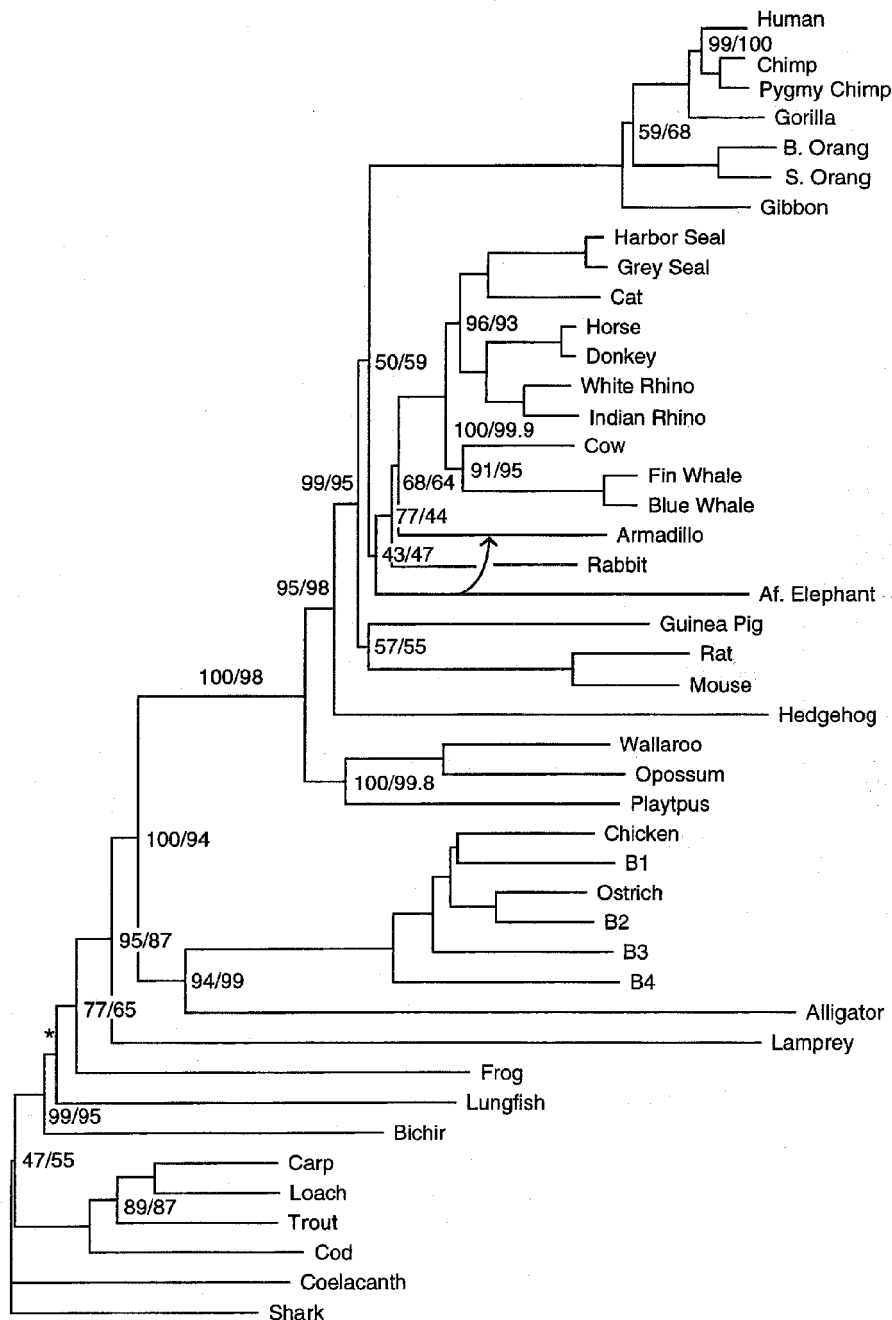 Human
99/100
Chimp
Pygmy Chimp
Gorilla
59/68
B. Orang
S. Orang
Gibbon
Harbor Seal
Grey Seal
Cat
96/93
Horse
Donkey
50/59
White Rhino
Indian Rhino
100/99.9
Cow
91/95
Fin Whale
68/64
99/95
Blue Whale
77/44
Armadillo
43/47
Rabbit
95/98
Af. Elephant
Guinea Pig
57/55
Rat
100/98
Mouse
Hedgehog
Wallaroo
Opossum
100/99.8
Playtpus
Chicken
100/94
B1
Ostrich
B2
95/87
B3
94/99
B4
77/65
Alligator
*
Lamprey
Frog
Lungfish
99/95
Bichir
47/55
Carp
Loach
89/87
Trout
Cod
Coelacanth
Shark